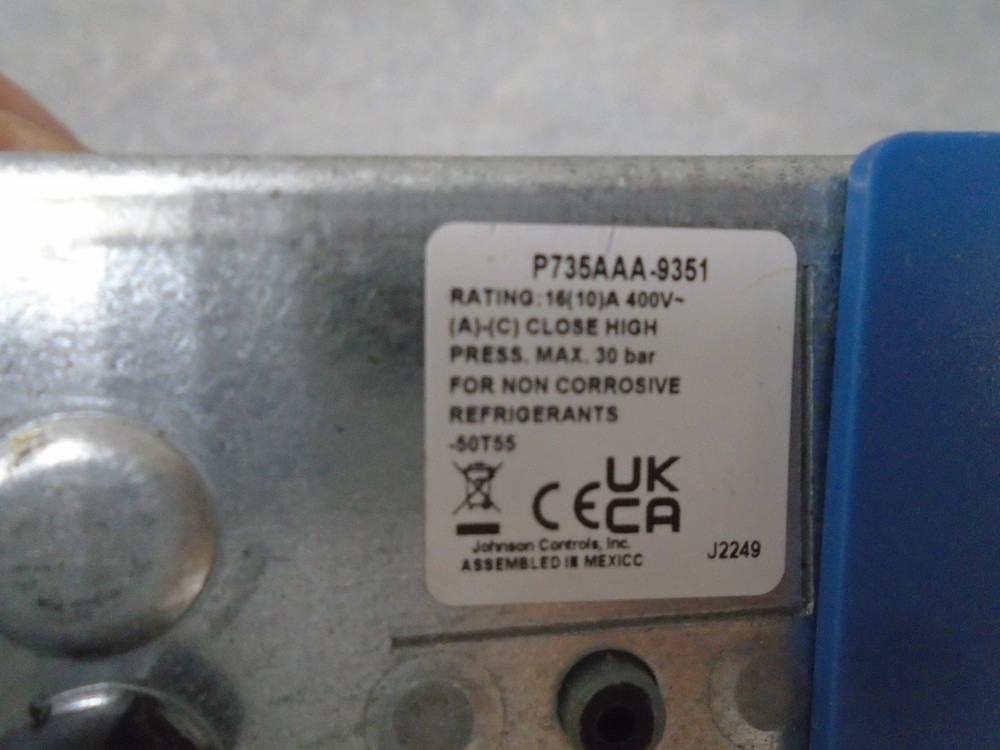 P735AAA-9351
RATING:16(10)A 400V~
(A)-(C) CLOSE HIGH
PRESS. MAX. 30 bar
FOR NON CORROSIVE
REFRIGERANTS
-50T55
CE UK CA
Johnson Controls, Inc.
ASSEMBLED IN MEXICO
J2249